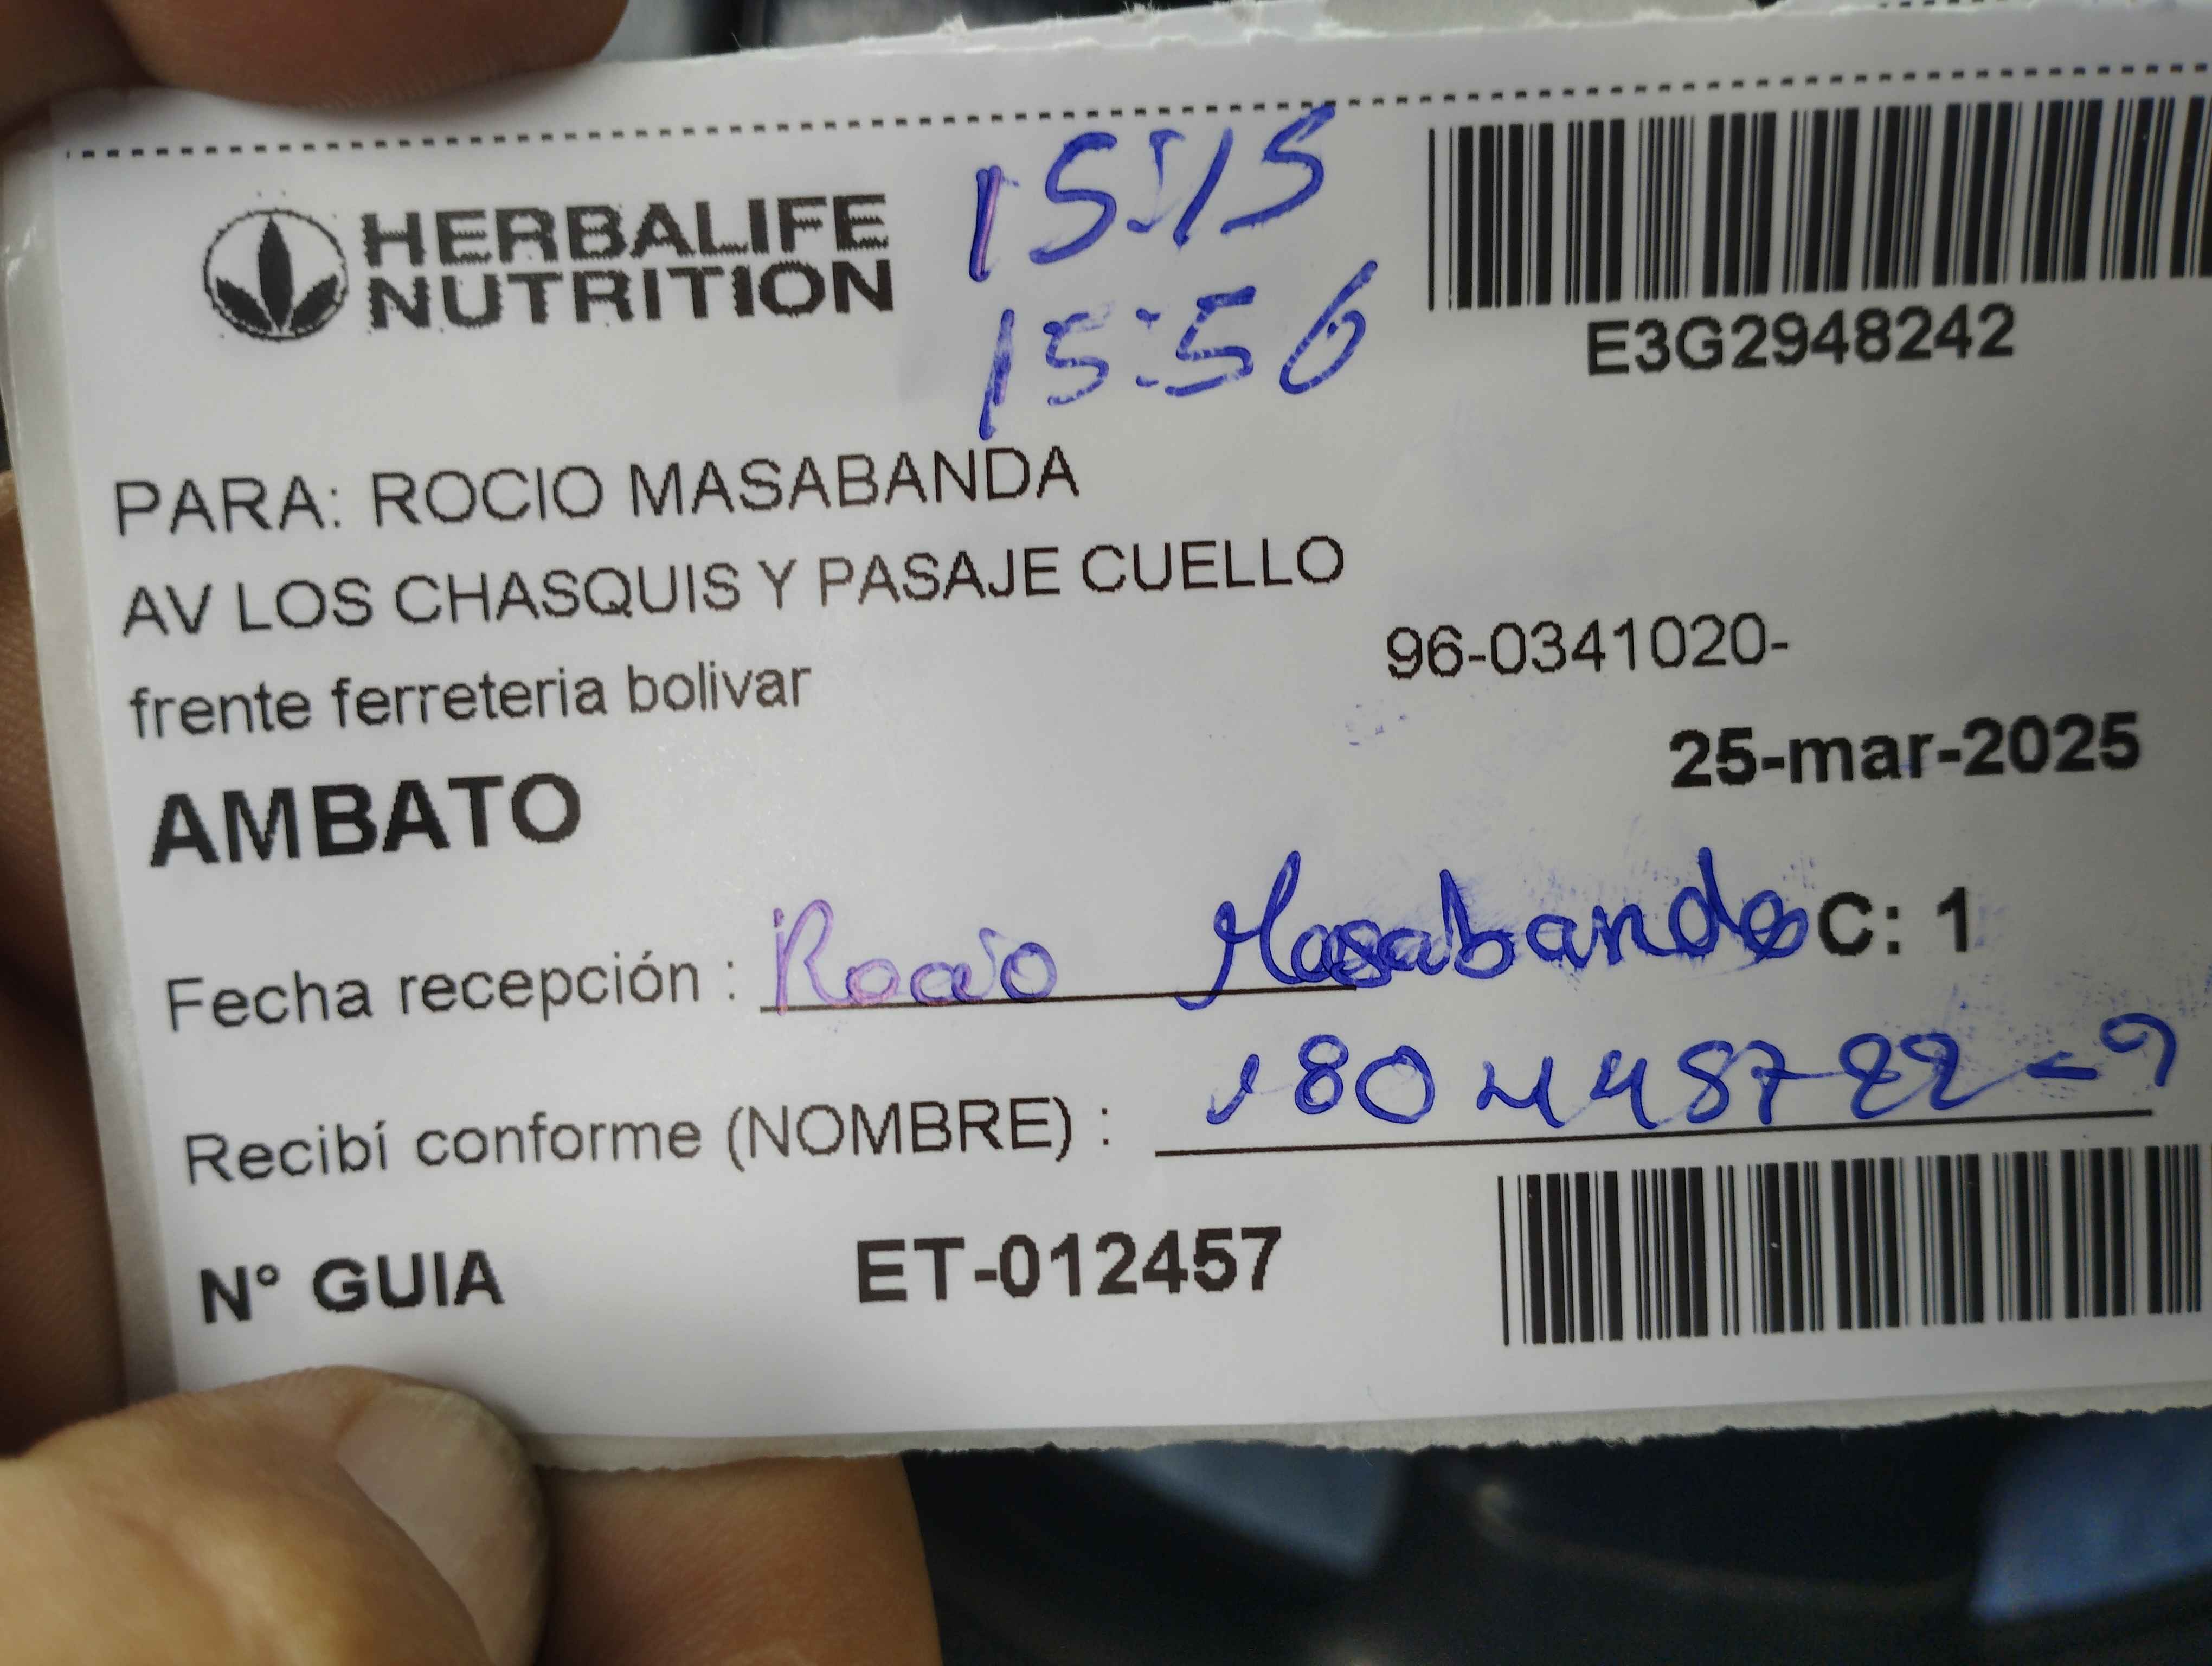 HERBALIFE
NUTRITION
15:15
15:56
E3G2948242
PARA: ROCIO MASABANDA
AV LOS CHASQUIS Y PASAJE CUELLO
frente ferreteria bolivar
96-0341020-
25-mar-2025
AMBATO
Fecha recepción : Rocio Masabanda C: 1
Recibí conforme (NOMBRE) :
N° GUIA ET-012457